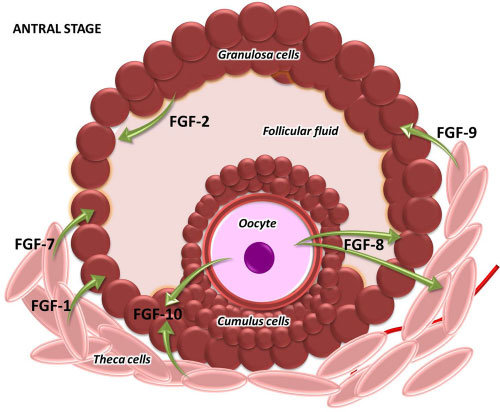 ANTRAL STAGE
Granulosa cells
FGF-2
FGF-9
Follicular fluid
Oocyte
FGF-7
FGF-8
FGF-1
FGF-10
Cumulus cells
Theca cells